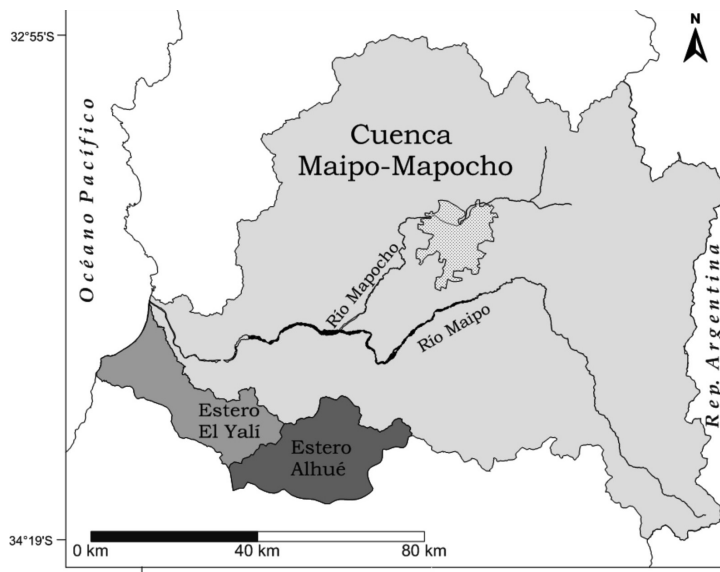 32°55'S
N
Océano Pacífico
Cuenca
Maipo-Mapocho
Río Mapocho
Río Maipo
Rep. Argentina
Estero
El Yalí
Estero
Alhué
34°19'S
0 km 40 km 80 km